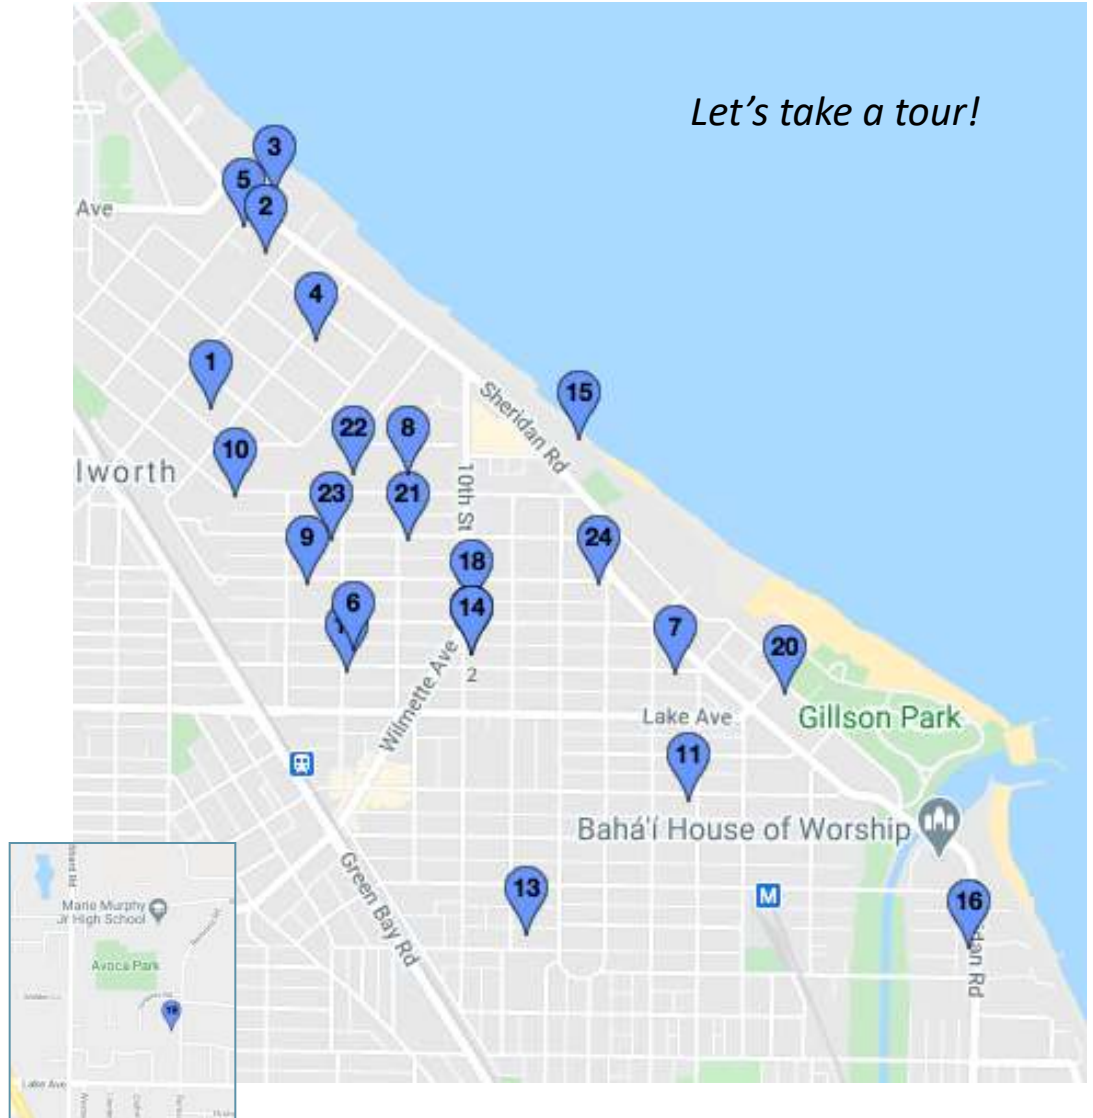 Let's take a tour!
3
5
2
Ave
4
1
15
22
8
10
Sheridan Rd
lworth
10th St
23
21
9
24
18
6
14
7
20
2
Wilmette Ave
Lake Ave
Gillson Park
11
Bahá'í House of Worship
Green Bay Rd
13
M
16
dan Rd
Marie Murphy
Jr High School
Avoca Park
Lake Ave